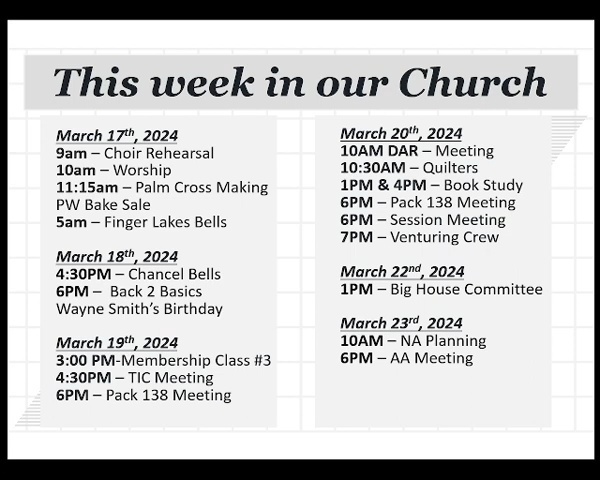 This week in our Church
March 17th, 2024
9am – Choir Rehearsal
10am – Worship
11:15am – Palm Cross Making
PW Bake Sale
5am – Finger Lakes Bells
March 18th, 2024
4:30PM – Chancel Bells
6PM – Back 2 Basics
Wayne Smith's Birthday
March 19th, 2024
3:00 PM-Membership Class #3
4:30PM – TIC Meeting
6PM – Pack 138 Meeting
March 20th, 2024
10AM DAR – Meeting
10:30AM – Quilters
1PM & 4PM – Book Study
6PM – Pack 138 Meeting
6PM – Session Meeting
7PM – Venturing Crew
March 22nd, 2024
1PM – Big House Committee
March 23rd, 2024
10AM – NA Planning
6PM – AA Meeting